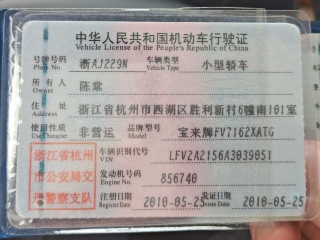 中华人民共和国机动车行驶证
Vehicle License of the People's Republic of China
号牌号码 浙AJ229N 车辆类型 小型轿车
Plate No. Vehicle Type
所有人 陈棠
Owner
住址 浙江省杭州市西湖区胜利新村6幢南101室
Address
使用性质 非营运 品牌型号 宝来牌FV7162XATG
Use Character Model
浙江省杭州 车辆识别代号 LFV2A2156A3039051
VIN
市公安局交 发动机号码 856740
Engine No.
警察支队 注册日期 2010-05-25 发证日期 2010-05-25
Register Date Issue Date